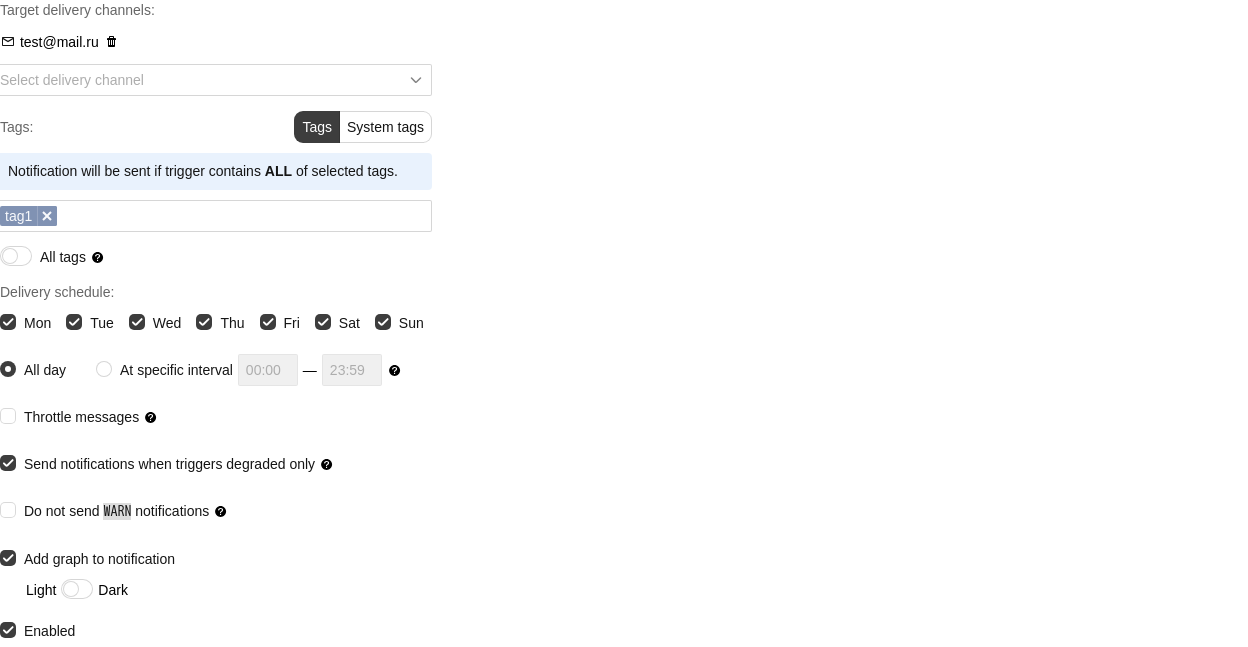 Target delivery channels:
test@mail.ru
Select delivery channel
Tags: Tags System tags
Notification will be sent if trigger contains ALL of selected tags.
tag1
All tags
Delivery schedule:
Mon Tue Wed Thu Fri Sat Sun
All day At specific interval 00:00 — 23:59
Throttle messages
Send notifications when triggers degraded only
Do not send WARN notifications
Add graph to notification
Light Dark
Enabled